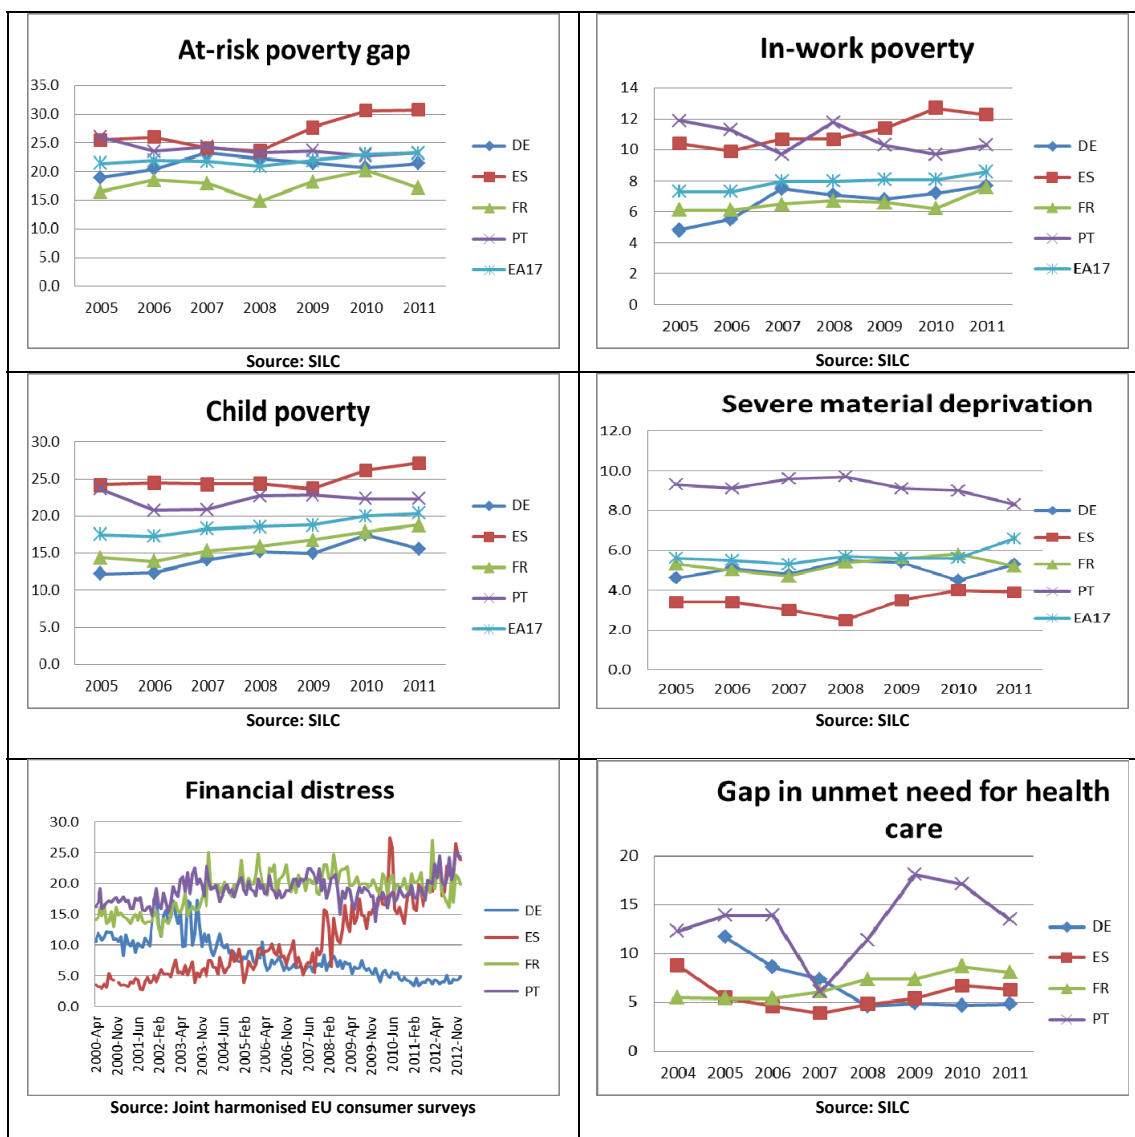 At-risk poverty gap
35.0
30.0
25.0
20.0
15.0
10.0
5.0
0.0
2005 2006 2007 2008 2009 2010 2011
DE
ES
FR
PT
EA17
Source: SILC
In-work poverty
14
12
10
8
6
4
2
0
2005 2006 2007 2008 2009 2010 2011
DE
ES
FR
PT
EA17
Source: SILC
Child poverty
30.0
25.0
20.0
15.0
10.0
5.0
0.0
2005 2006 2007 2008 2009 2010 2011
DE
ES
FR
PT
EA17
Source: SILC
Severe material deprivation
12.0
10.0
8.0
6.0
4.0
2.0
0.0
2005 2006 2007 2008 2009 2010 2011
DE
ES
FR
PT
EA17
Source: SILC
Financial distress
30.0
25.0
20.0
15.0
10.0
5.0
0.0
2000-Apr
2000-Nov
2001-Jun
2002-Feb
2003-Apr
2003-Nov
2004-Jun
2005-Feb
2006-Apr
2006-Nov
2007-Jun
2008-Feb
2009-Apr
2009-Nov
2010-Jun
2011-Feb
2012-Apr
2012-Nov
DE
ES
FR
PT
Source: Joint harmonised EU consumer surveys
Gap in unmet need for health
care
20
15
10
5
0
2004 2005 2006 2007 2008 2009 2010 2011
DE
ES
FR
PT
Source: SILC